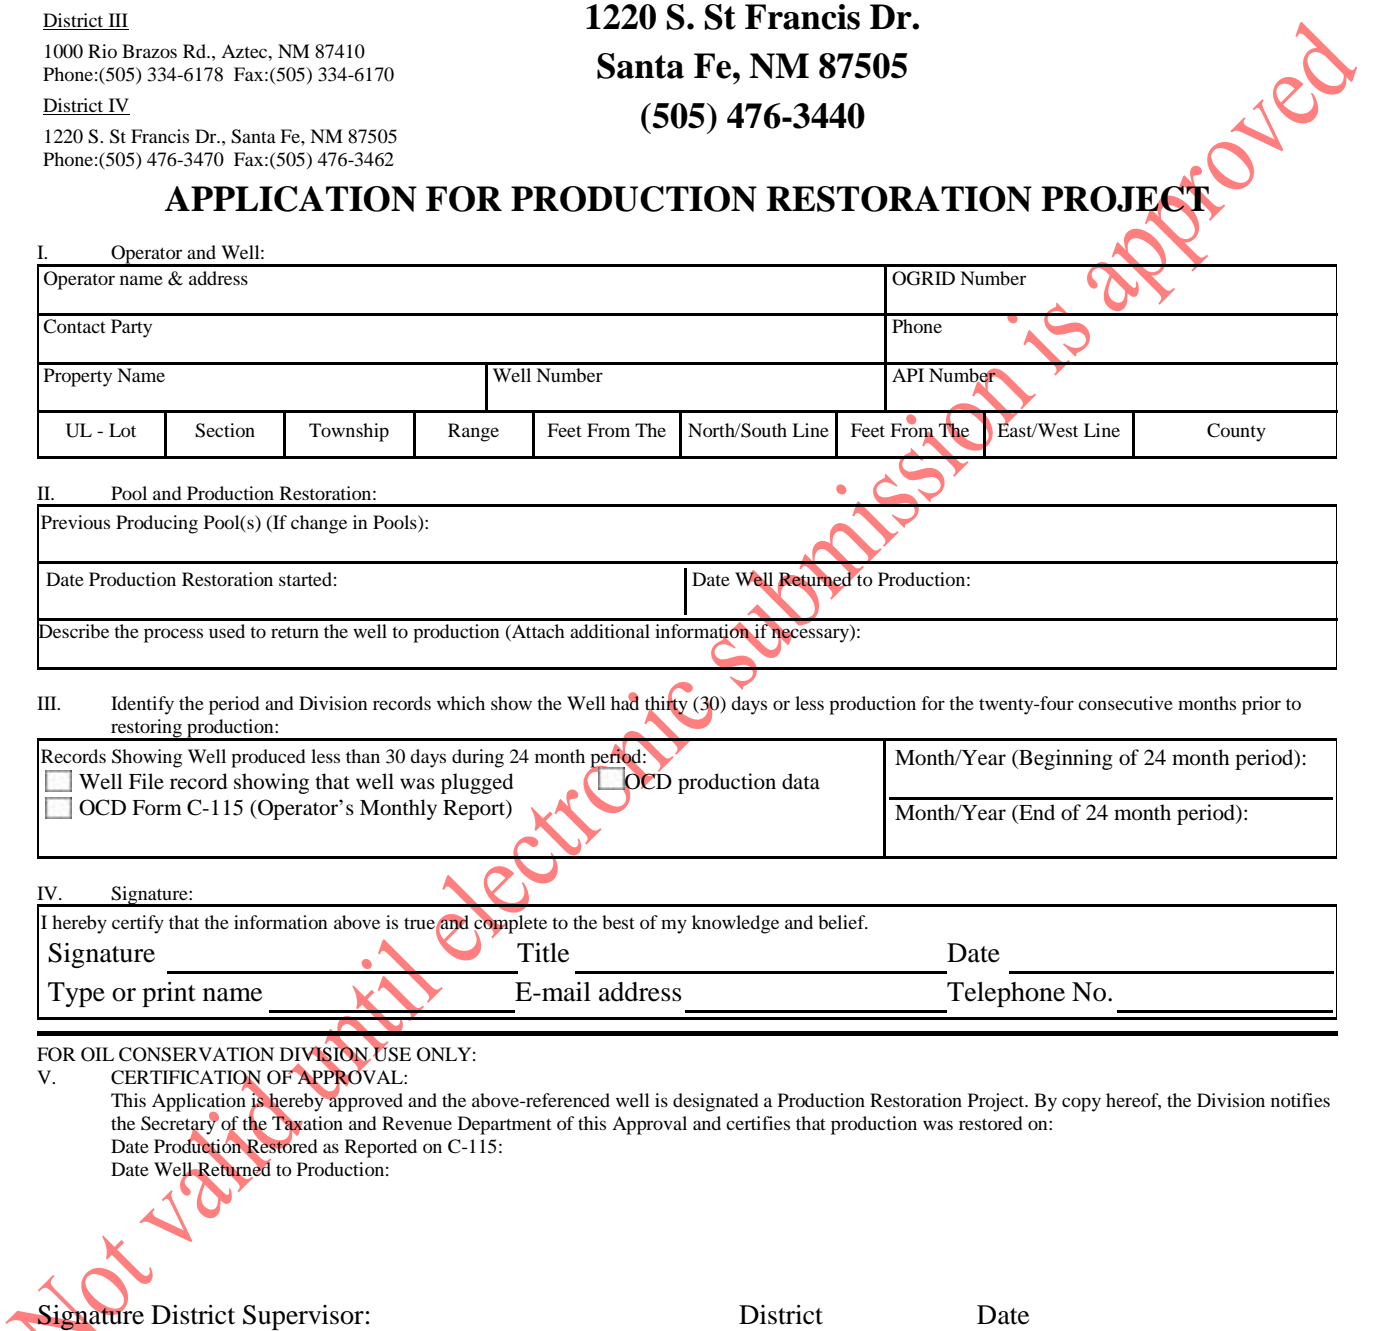 District III
1000 Rio Brazos Rd., Aztec, NM 87410
Phone:(505) 334-6178 Fax:(505) 334-6170
District IV
1220 S. St Francis Dr., Santa Fe, NM 87505
Phone:(505) 476-3470 Fax:(505) 476-3462
1220 S. St Francis Dr.
Santa Fe, NM 87505
(505) 476-3440
APPLICATION FOR PRODUCTION RESTORATION PROJECT
I. Operator and Well:
Operator name & address OGRID Number
Contact Party Phone
Property Name Well Number API Number
UL - Lot Section Township Range Feet From The North/South Line Feet From The East/West Line County
II. Pool and Production Restoration:
Previous Producing Pool(s) (If change in Pools):
Date Production Restoration started: Date Well Returned to Production:
Describe the process used to return the well to production (Attach additional information if necessary):
III. Identify the period and Division records which show the Well had thirty (30) days or less production for the twenty-four consecutive months prior to
restoring production:
Records Showing Well produced less than 30 days during 24 month period:
Well File record showing that well was plugged OCD production data
OCD Form C-115 (Operator's Monthly Report)
Month/Year (Beginning of 24 month period):
Month/Year (End of 24 month period):
IV. Signature:
I hereby certify that the information above is true and complete to the best of my knowledge and belief.
Signature Title Date
Type or print name E-mail address Telephone No.
FOR OIL CONSERVATION DIVISION USE ONLY:
V. CERTIFICATION OF APPROVAL:
This Application is hereby approved and the above-referenced well is designated a Production Restoration Project. By copy hereof, the Division notifies
the Secretary of the Taxation and Revenue Department of this Approval and certifies that production was restored on:
Date Production Restored as Reported on C-115:
Date Well Returned to Production:
Signature District Supervisor: District Date
Not valid until electronic submission is approved